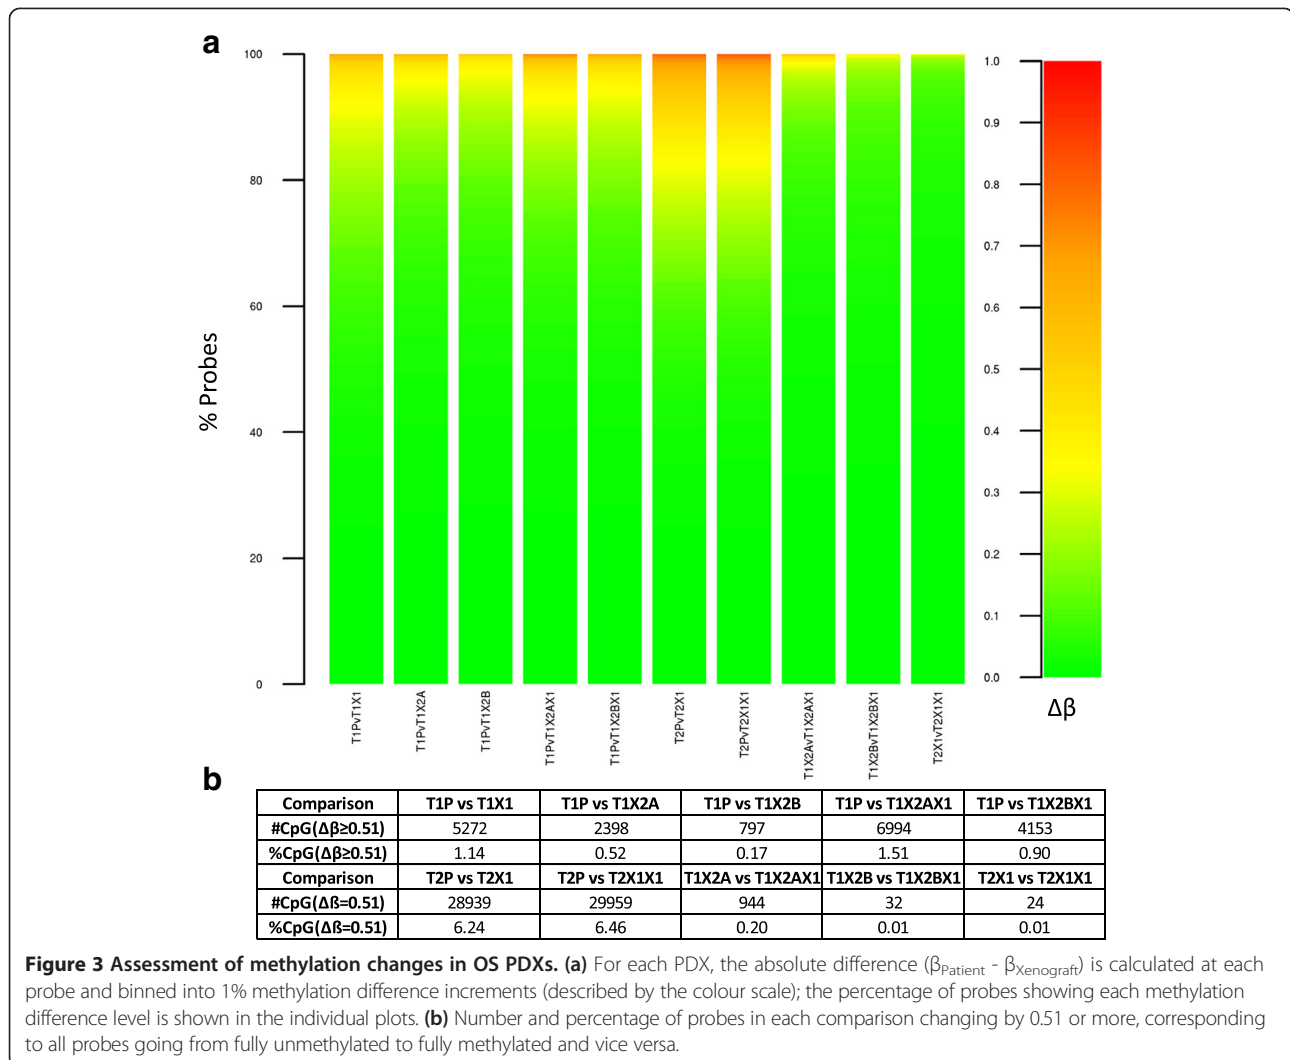 a
100
80
60
40
20
0
% Probes
T1PvT1X1
T1PvT1X2A
T1PvT1X2B
T1PvT1X2AX1
T1PvT1X2BX1
T2PvT2X1
T2PvT2X1X1
T1X2AvT1X2AX1
T1X2BvT1X2BX1
T2X1vT2X1X1
1.0
0.9
0.8
0.7
0.6
0.5
0.4
0.3
0.2
0.1
0.0
Δβ
b
Comparison T1P vs T1X1 T1P vs T1X2A T1P vs T1X2B T1P vs T1X2AX1 T1P vs T1X2BX1
#CpG(Δβ≥0.51) 5272 2398 797 6994 4153
%CpG(Δβ≥0.51) 1.14 0.52 0.17 1.51 0.90
Comparison T2P vs T2X1 T2P vs T2X1X1 T1X2A vs T1X2AX1 T1X2B vs T1X2BX1 T2X1 vs T2X1X1
#CpG(Δß=0.51) 28939 29959 944 32 24
%CpG(Δß=0.51) 6.24 6.46 0.20 0.01 0.01
Figure 3 Assessment of methylation changes in OS PDXs. (a) For each PDX, the absolute difference (βPatient - βXenograft) is calculated at each
probe and binned into 1% methylation difference increments (described by the colour scale); the percentage of probes showing each methylation
difference level is shown in the individual plots. (b) Number and percentage of probes in each comparison changing by 0.51 or more, corresponding
to all probes going from fully unmethylated to fully methylated and vice versa.